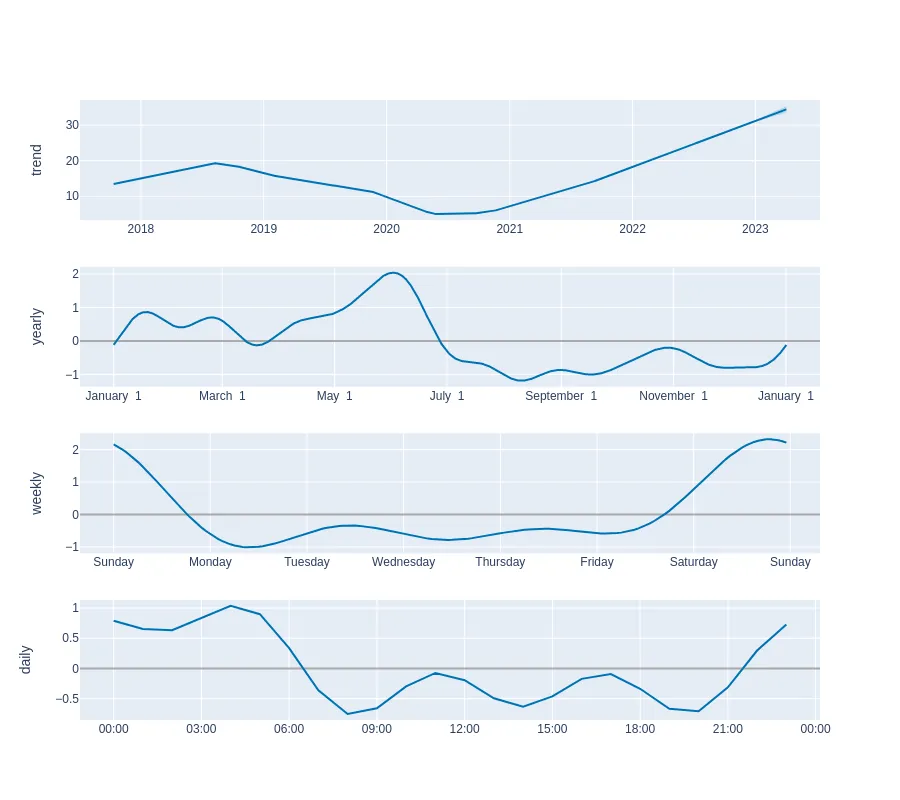 trend
30
20
10
2018 2019 2020 2021 2022 2023
yearly
2
1
0
−1
January 1 March 1 May 1 July 1 September 1 November 1 January 1
weekly
2
1
0
−1
Sunday Monday Tuesday Wednesday Thursday Friday Saturday Sunday
daily
1
0.5
0
−0.5
00:00 03:00 06:00 09:00 12:00 15:00 18:00 21:00 00:00